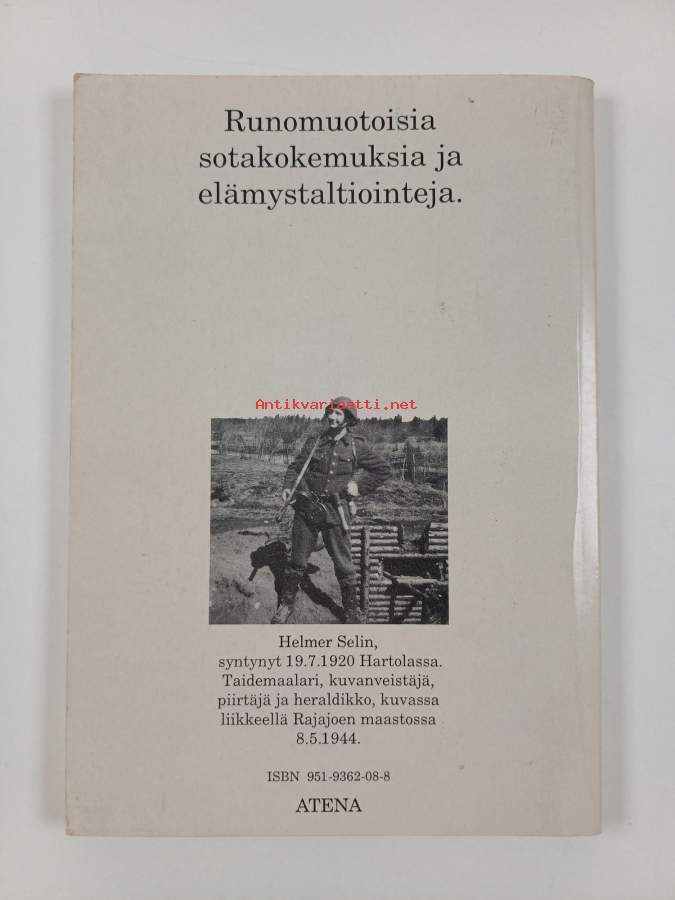 Runomuotoisia
sotakokemuksia ja
elämystaltiointeja.
Antikvariaatti.net
Helmer Selin,
syntynyt 19.7.1920 Hartolassa.
Taidemaalari, kuvanveistäjä,
piirtäjä ja heraldikko, kuvassa
liikkeellä Rajajoen maastossa
8.5.1944.
ISBN 951-9362-08-8
ATENA